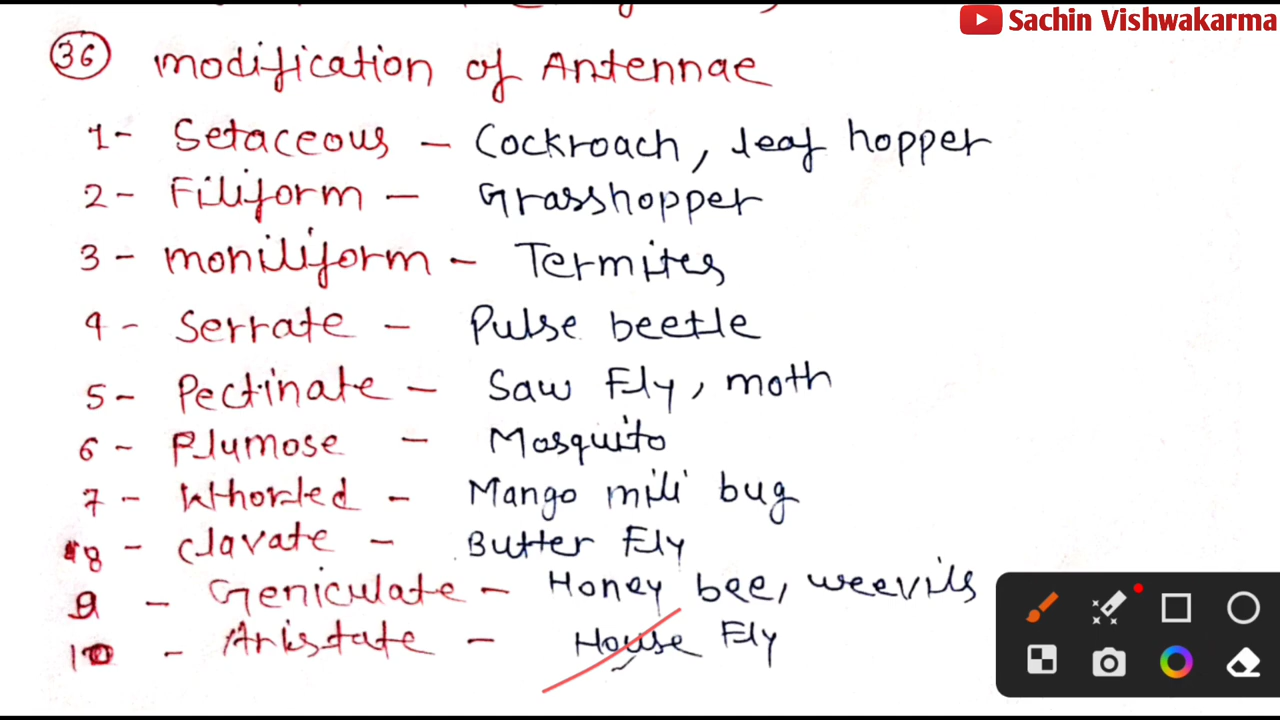 Sachin Vishwakarma
36 modification of Antennae
1- Setaceous - Cockroach, leaf hopper
2- Filiform - Grasshopper
3- moniliform - Termites
4- Serrate - Pulse beetle
5- Pectinate - Saw Fly, moth
6- Plumose - Mosquito
7- Whorled - Mango mili bug
8- Clavate - Butter Fly
9 - Geniculate - Honey bee, weevils
10 - Aristate - House Fly